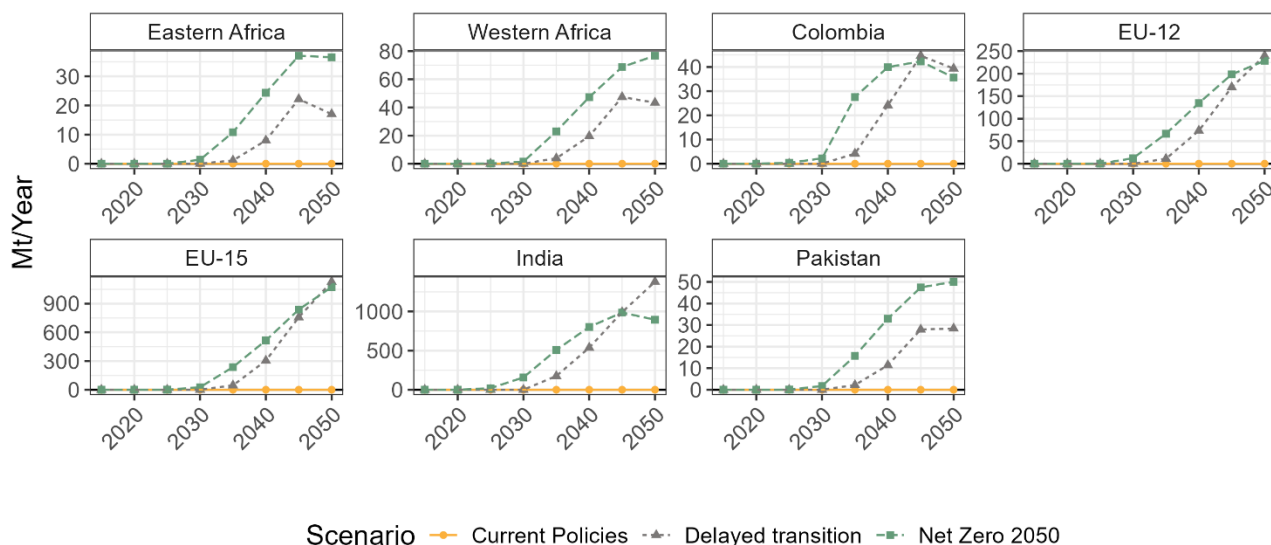 Mt/Year
Eastern Africa
30
20
10
0
2020 2030 2040 2050
Western Africa
80
60
40
20
0
2020 2030 2040 2050
Colombia
40
30
20
10
0
2020 2030 2040 2050
EU-12
250
200
150
100
50
0
2020 2030 2040 2050
EU-15
900
600
300
0
2020 2030 2040 2050
India
1000
500
0
2020 2030 2040 2050
Pakistan
50
40
30
20
10
0
2020 2030 2040 2050
Scenario Current Policies Delayed transition Net Zero 2050